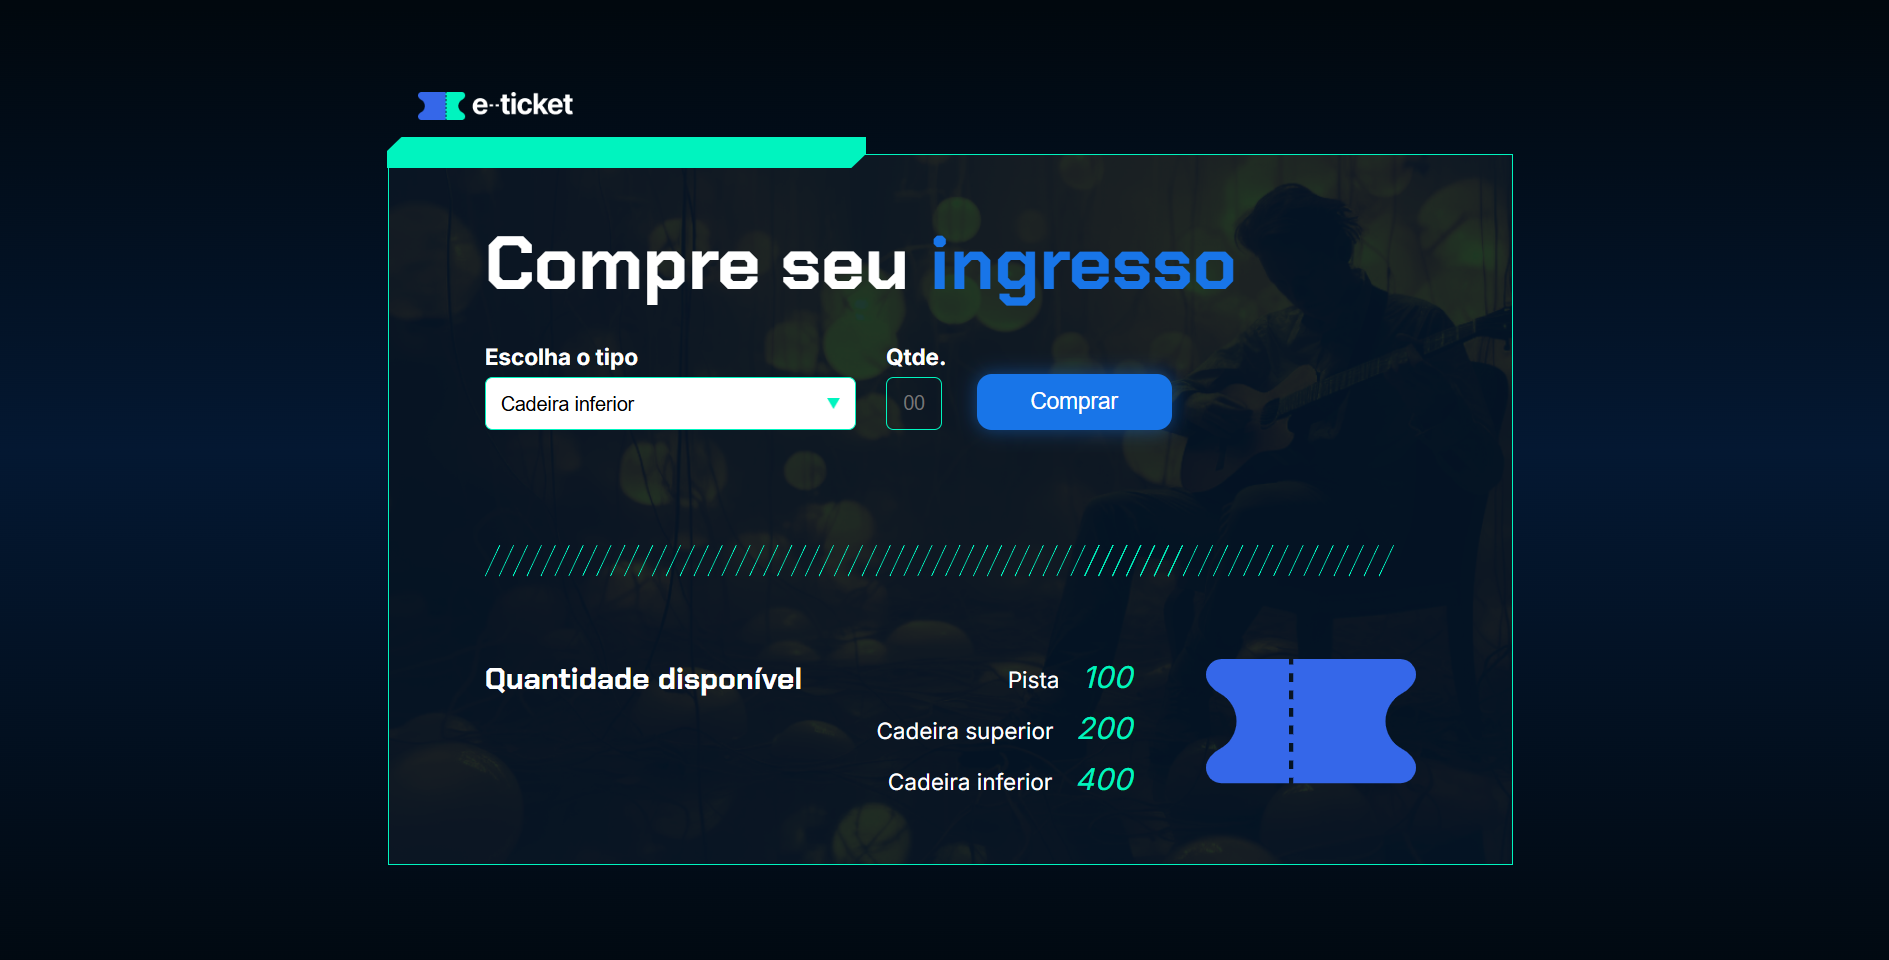 e--ticket
Compre seu ingresso
Escolha o tipo
Qtde.
Cadeira inferior
00
Comprar
Quantidade disponível
Pista 100
Cadeira superior 200
Cadeira inferior 400